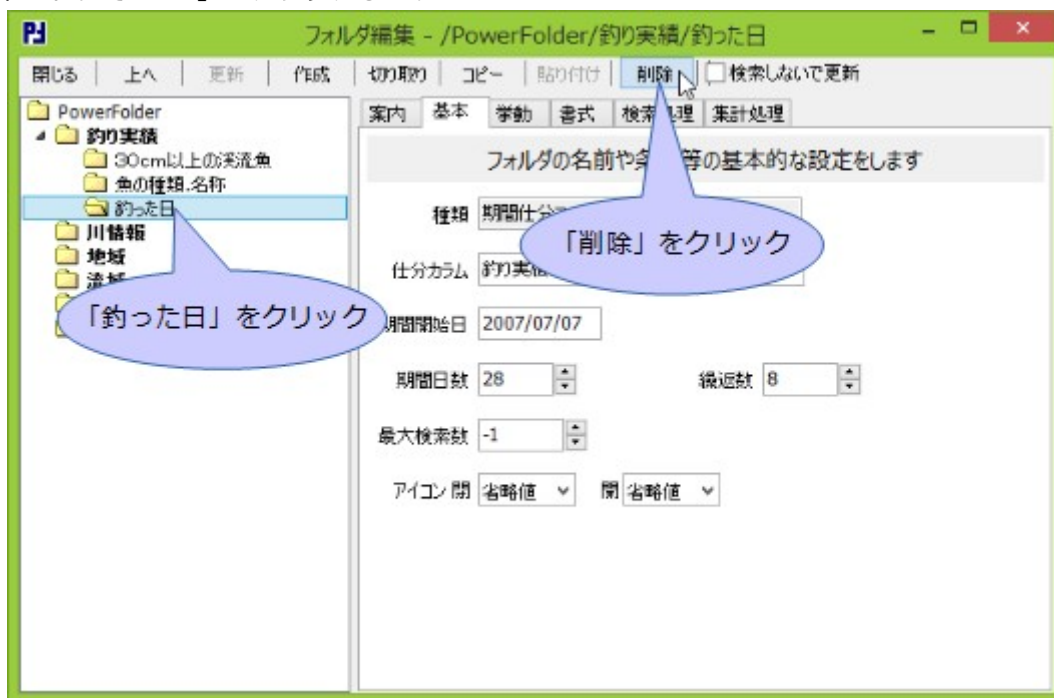 フォルダ編集 - /PowerFolder/釣り実績/釣った日
閉じる 上へ 更新 作成 切り取り コピー 貼り付け 削除 検索しないで更新
PowerFolder
釣り実績
30cm以上の渓流魚
魚の種類.名称
釣った日
川情報
地域
流域
案内 基本 挙動 書式 検索処理 集計処理
フォルダの名前や条件等の基本的な設定をします
種類 期間仕分
仕分カラム 釣り実績
期間開始日 2007/07/07
期間日数 28 繰返数 8
最大検索数 -1
アイコン 閉 省略値 開 省略値
「釣った日」をクリック
「削除」をクリック